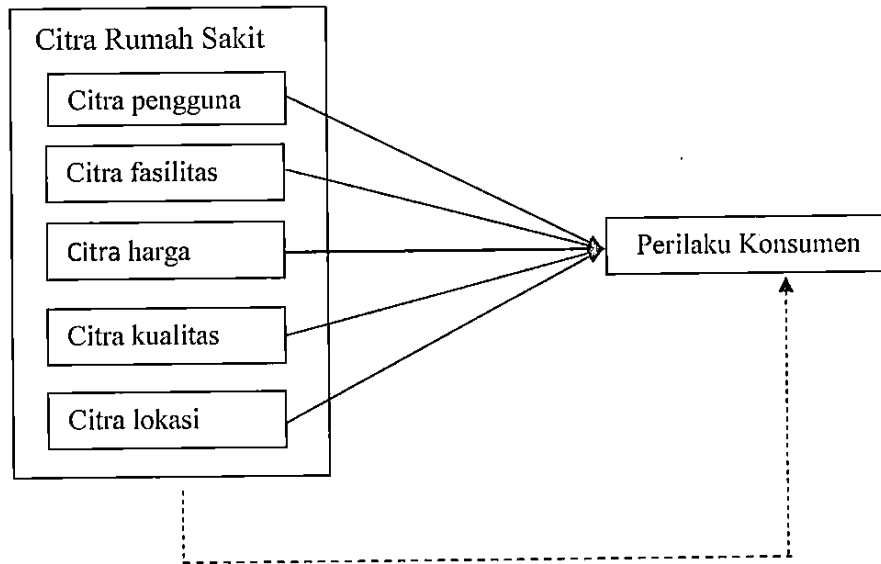 Citra Rumah Sakit
Citra pengguna
Citra fasilitas
Citra harga
Citra kualitas
Citra lokasi
Perilaku Konsumen